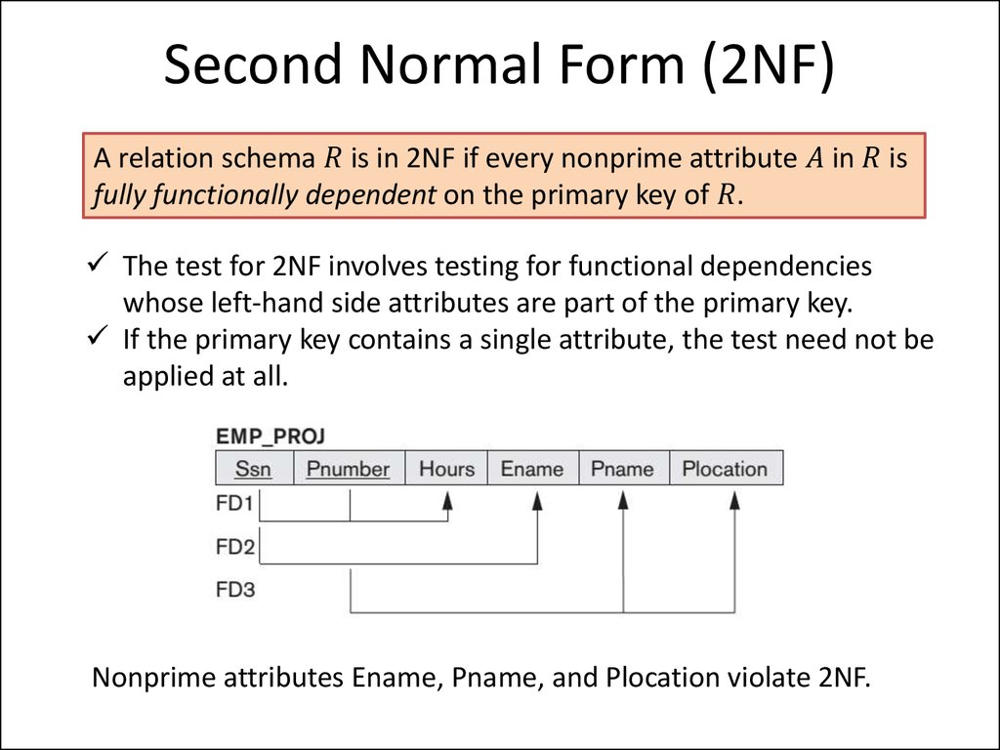 Second Normal Form (2NF)
A relation schema 𝑅 is in 2NF if every nonprime attribute 𝐴 in 𝑅 is
fully functionally dependent on the primary key of 𝑅.
✓ The test for 2NF involves testing for functional dependencies
whose left-hand side attributes are part of the primary key.
✓ If the primary key contains a single attribute, the test need not be
applied at all.
EMP_PROJ
Ssn Pnumber Hours Ename Pname Plocation
FD1
FD2
FD3
Nonprime attributes Ename, Pname, and Plocation violate 2NF.